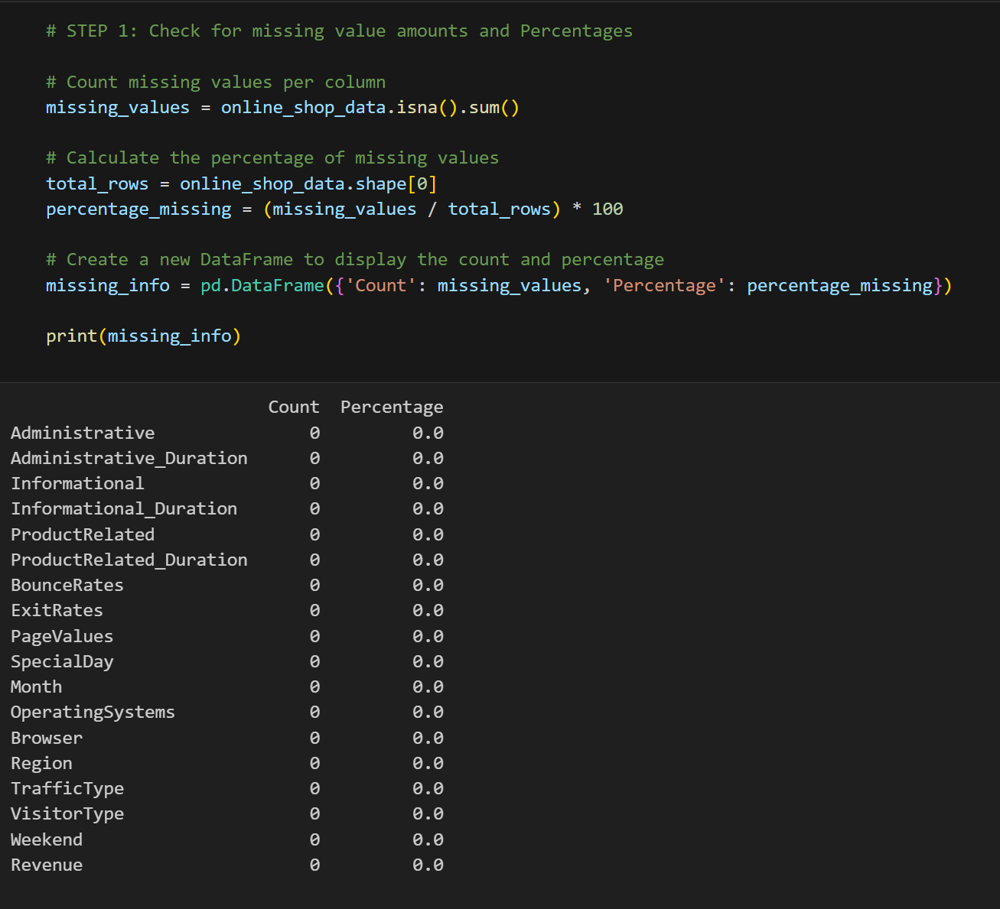 # STEP 1: Check for missing value amounts and Percentages
# Count missing values per column
missing_values = online_shop_data.isna().sum()
# Calculate the percentage of missing values
total_rows = online_shop_data.shape[0]
percentage_missing = (missing_values / total_rows) * 100
# Create a new DataFrame to display the count and percentage
missing_info = pd.DataFrame({'Count': missing_values, 'Percentage': percentage_missing})
print(missing_info)
Count Percentage
Administrative 0 0.0
Administrative_Duration 0 0.0
Informational 0 0.0
Informational_Duration 0 0.0
ProductRelated 0 0.0
ProductRelated_Duration 0 0.0
BounceRates 0 0.0
ExitRates 0 0.0
PageValues 0 0.0
SpecialDay 0 0.0
Month 0 0.0
OperatingSystems 0 0.0
Browser 0 0.0
Region 0 0.0
TrafficType 0 0.0
VisitorType 0 0.0
Weekend 0 0.0
Revenue 0 0.0